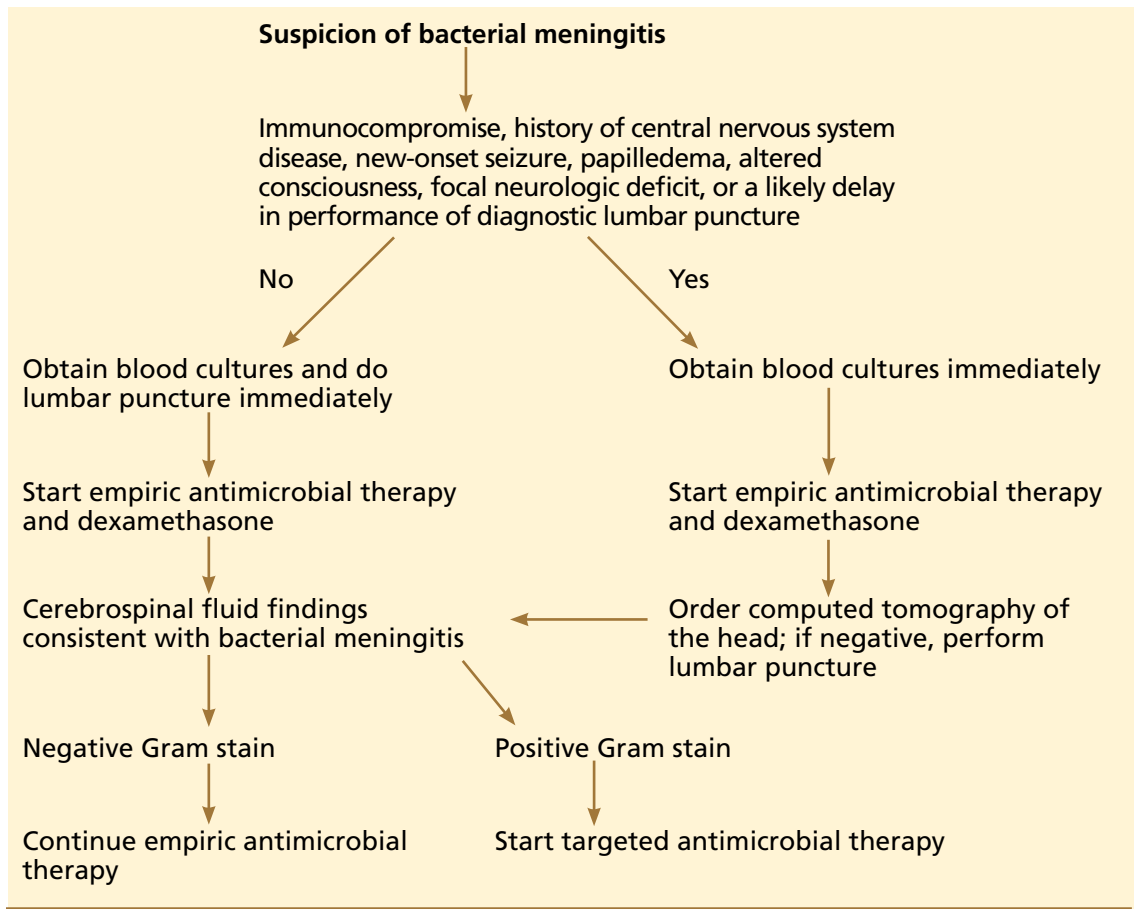 Suspicion of bacterial meningitis
Immunocompromise, history of central nervous system
disease, new-onset seizure, papilledema, altered
consciousness, focal neurologic deficit, or a likely delay
in performance of diagnostic lumbar puncture
No
Yes
Obtain blood cultures and do
lumbar puncture immediately
Obtain blood cultures immediately
Start empiric antimicrobial therapy
and dexamethasone
Start empiric antimicrobial therapy
and dexamethasone
Cerebrospinal fluid findings
consistent with bacterial meningitis
Order computed tomography of
the head; if negative, perform
lumbar puncture
Negative Gram stain
Positive Gram stain
Continue empiric antimicrobial
therapy
Start targeted antimicrobial therapy